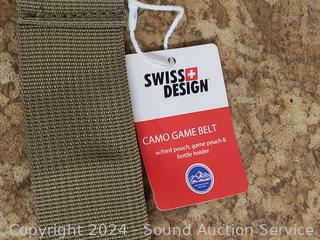 SWISS
DESIGN
CAMO GAME BELT
w/bird pouch, game pouch &
bottle holder
Copyright 2024 - Sound Auction Service